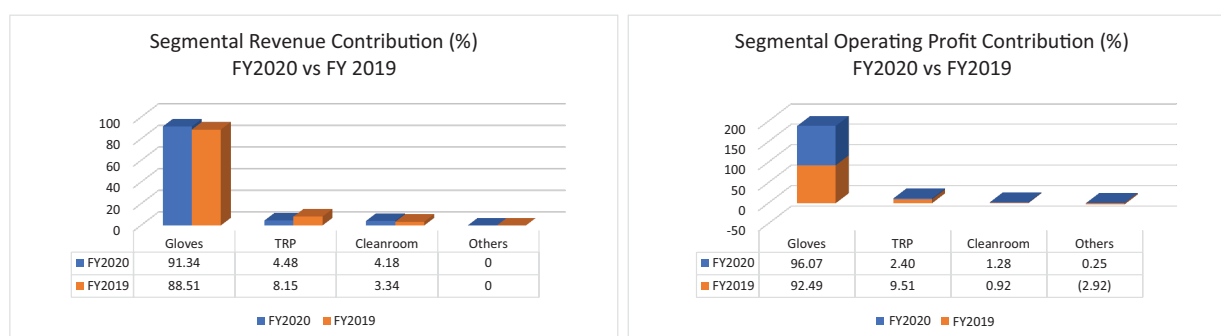 Segmental Revenue Contribution (%)
FY2020 vs FY 2019
100
80
60
40
20
0
Gloves TRP Cleanroom Others
FY2020 91.34 4.48 4.18 0
FY2019 88.51 8.15 3.34 0
FY2020 FY2019
Segmental Operating Profit Contribution (%)
FY2020 vs FY2019
200
150
100
50
0
-50
Gloves TRP Cleanroom Others
FY2020 96.07 2.40 1.28 0.25
FY2019 92.49 9.51 0.92 (2.92)
FY2020 FY2019